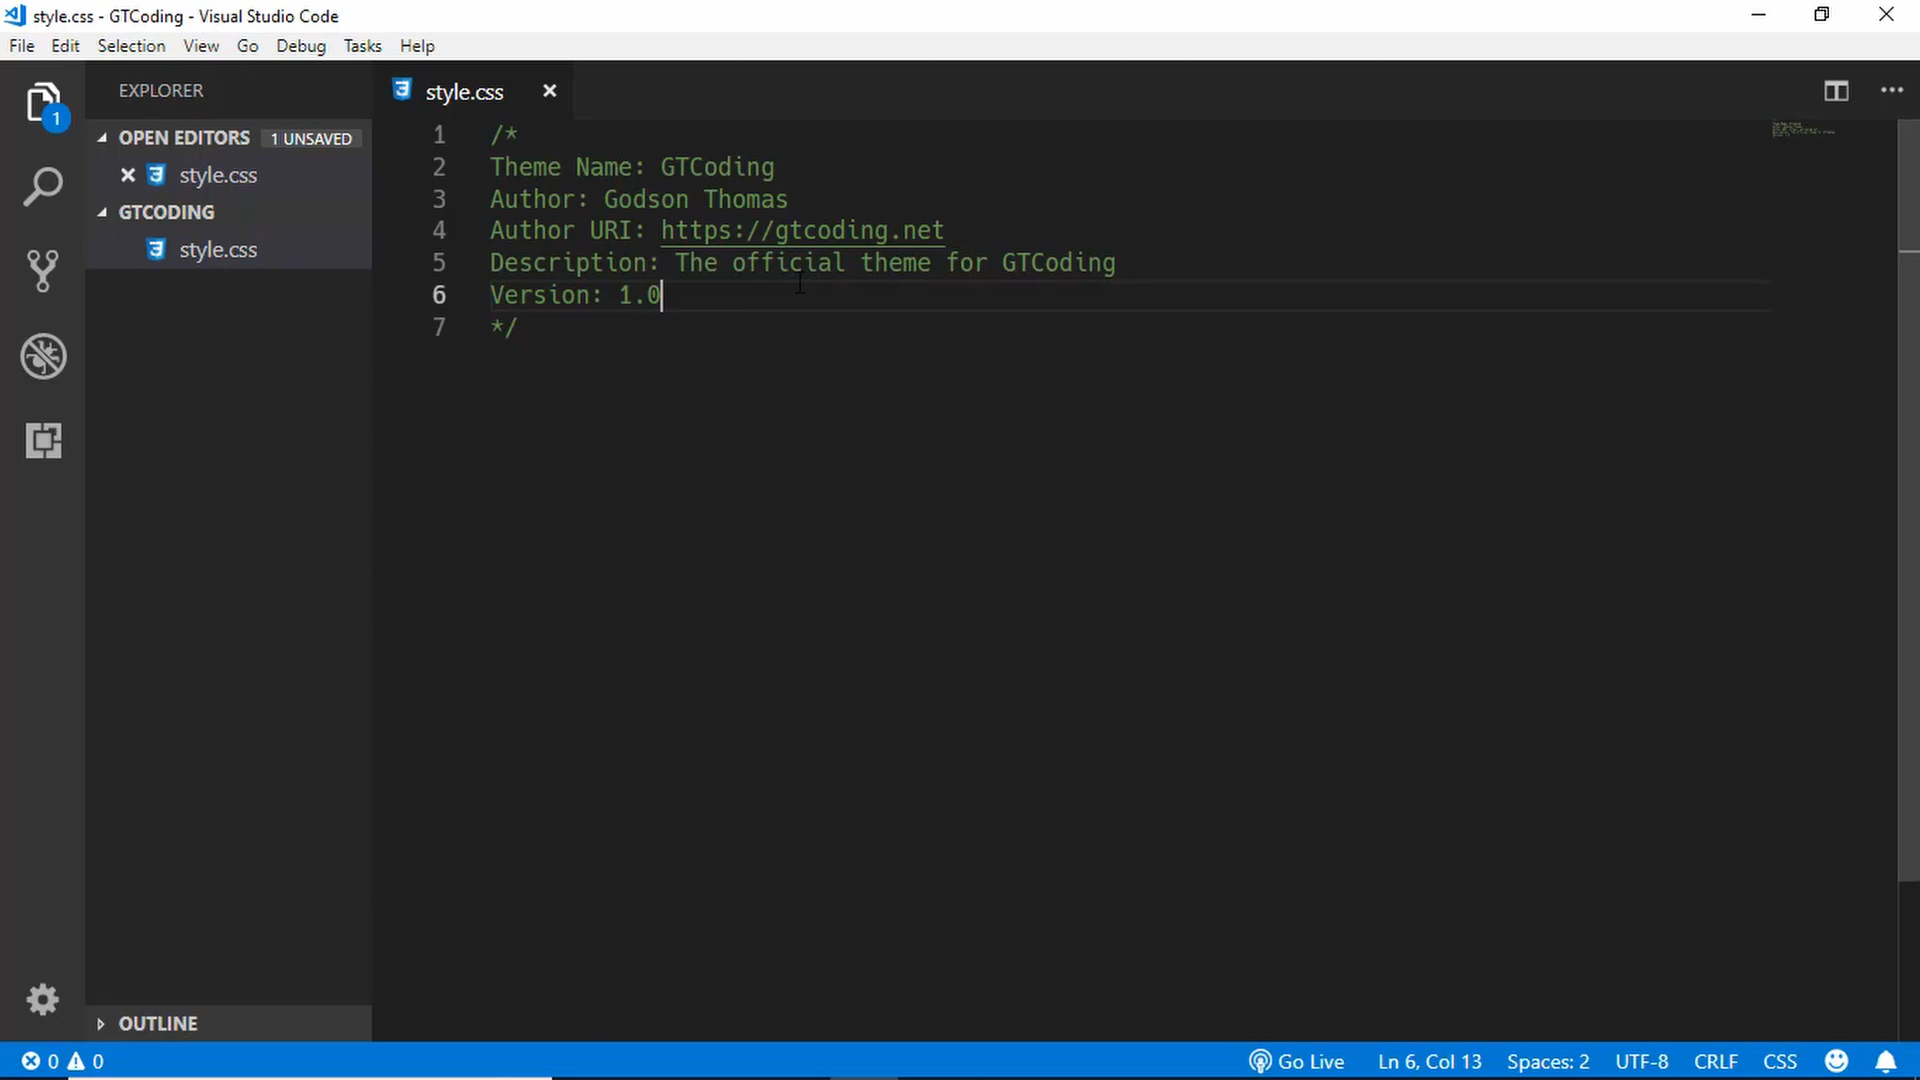 style.css - GTCoding - Visual Studio Code
File Edit Selection View Go Debug Tasks Help
1
EXPLORER
OPEN EDITORS 1 UNSAVED
style.css
GTCODING
style.css
OUTLINE
style.css
1 /*
2 Theme Name: GTCoding
3 Author: Godson Thomas
4 Author URI: https://gtcoding.net
5 Description: The official theme for GTCoding
6 Version: 1.0
7 */
0 0 Go Live Ln 6, Col 13 Spaces: 2 UTF-8 CRLF CSS